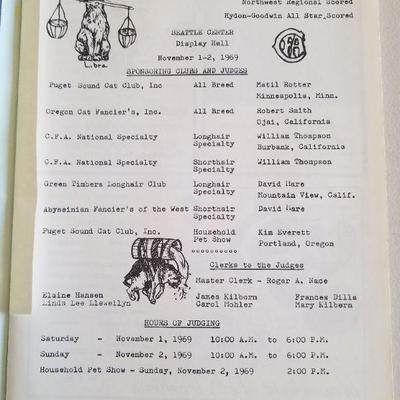 Northwest Regional Scored
Hydon-Goodwin All Star Scored
SEATTLE CENTER
Display Hall
November 1-2, 1969
Libra
SPONSORING CLUBS AND JUDGES
Puget Sound Cat Club, Inc All Breed Matil Rotter
Minneapolis, Minn.
Oregon Cat Fancier's, Inc. All Breed Robert Smith
Ojai, California
C.F.A. National Specialty Longhair William Thompson
Specialty Burbank, California
C.F.A. National Specialty Shorthair William Thompson
Specialty
Green Timbers Longhair Club Longhair David Mare
Specialty Mountain View, Calif.
Abyssinian Fancier's of the West Shorthair David Mare
Specialty
Puget Sound Cat Club, Inc. Household Kim Everett
Pet Show Portland, Oregon
Clerks to the Judges
Master Clerk - Rogar A. Nace
Elaine Hansen James Kilborn Frances Dilla
Linda Lee Llewellyn Carol Mohler Mary Kilbern
HOURS OF JUDGING
Saturday - November 1, 1969 10:00 A.M. to 6:00 P.M.
Sunday - November 2, 1969 10:00 A.M. to 6:00 P.M.
Household Pet Show - Sunday, November 2, 1969 2:00 P.M.